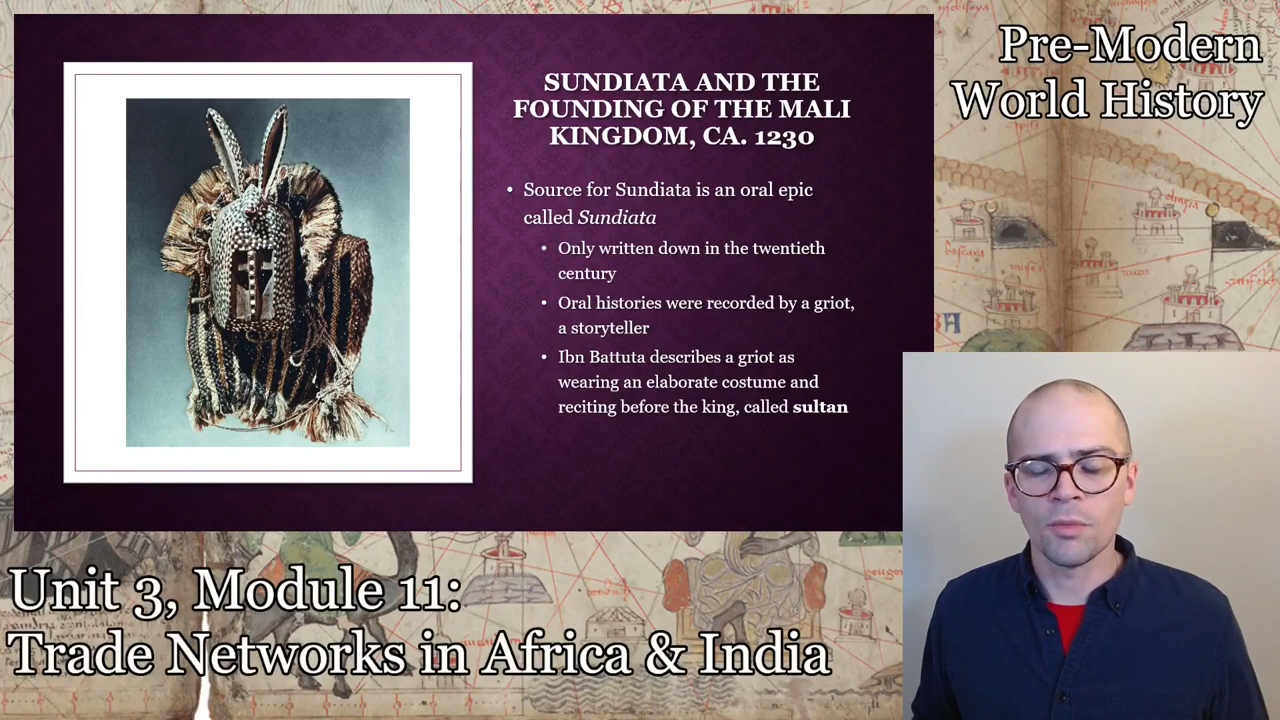 Pre-Modern
World History
SUNDIATA AND THE
FOUNDING OF THE MALI
KINGDOM, CA. 1230
• Source for Sundiata is an oral epic
called Sundiata
• Only written down in the twentieth
century
• Oral histories were recorded by a griot,
a storyteller
• Ibn Battuta describes a griot as
wearing an elaborate costume and
reciting before the king, called sultan
Unit 3, Module 11:
Trade Networks in Africa & India